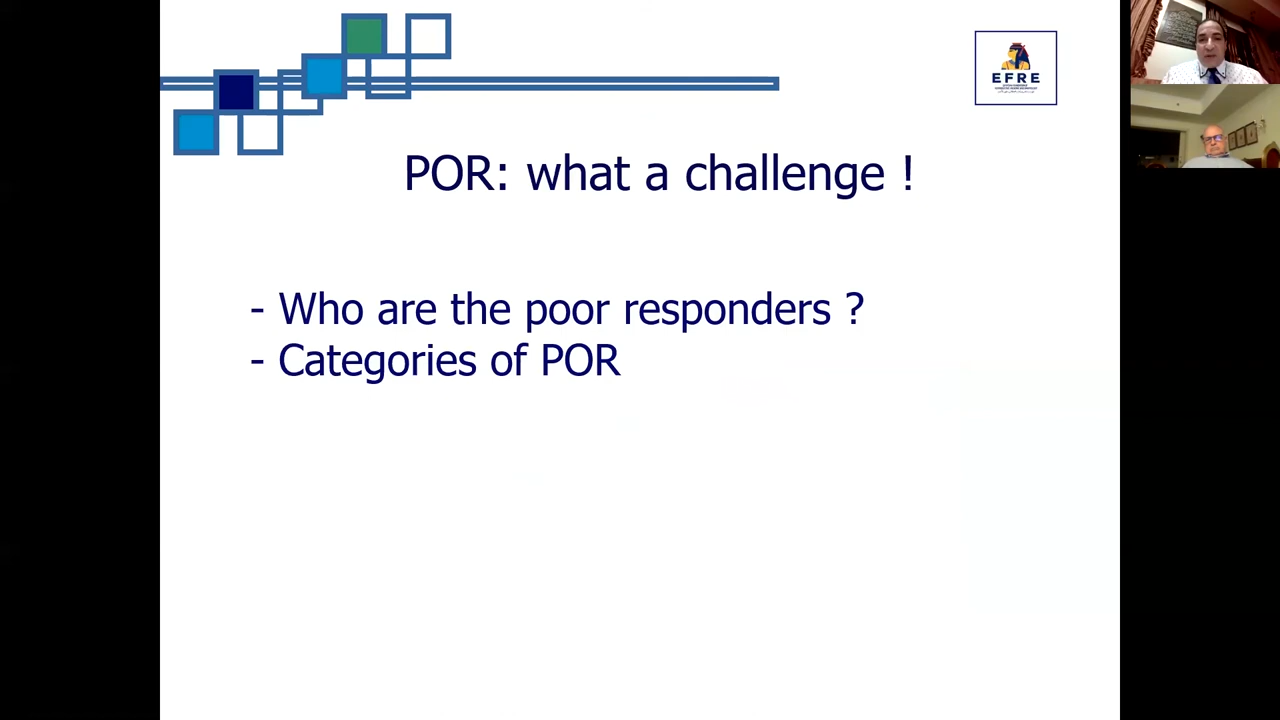 EFRE
POR: what a challenge !
- Who are the poor responders ?
- Categories of POR